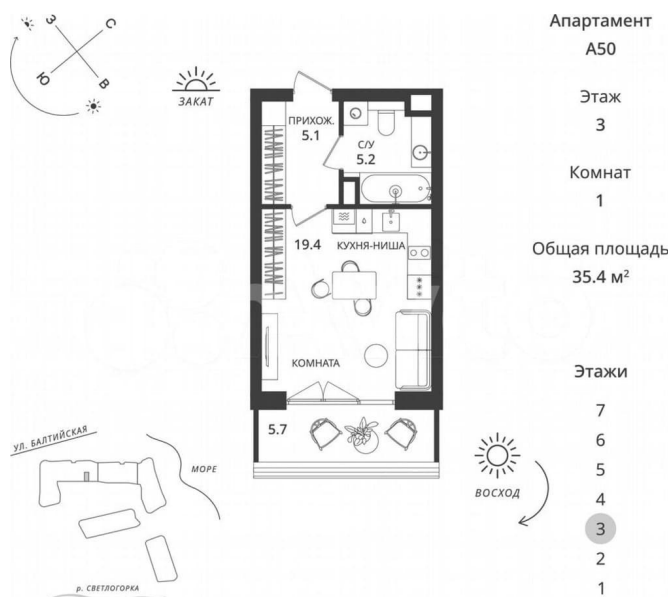 З
С
Ю
В
ЗАКАТ
ПРИХОЖ.
5.1
С/У
5.2
19.4
КУХНЯ-НИША
КОМНАТА
5.7
УЛ. БАЛТИЙСКАЯ
МОРЕ
р. СВЕТЛОГОРКА
ВОСХОД
Апартамент
А50
Этаж
3
Комнат
1
Общая площадь
35.4 м²
Этажи
7
6
5
4
3
2
1